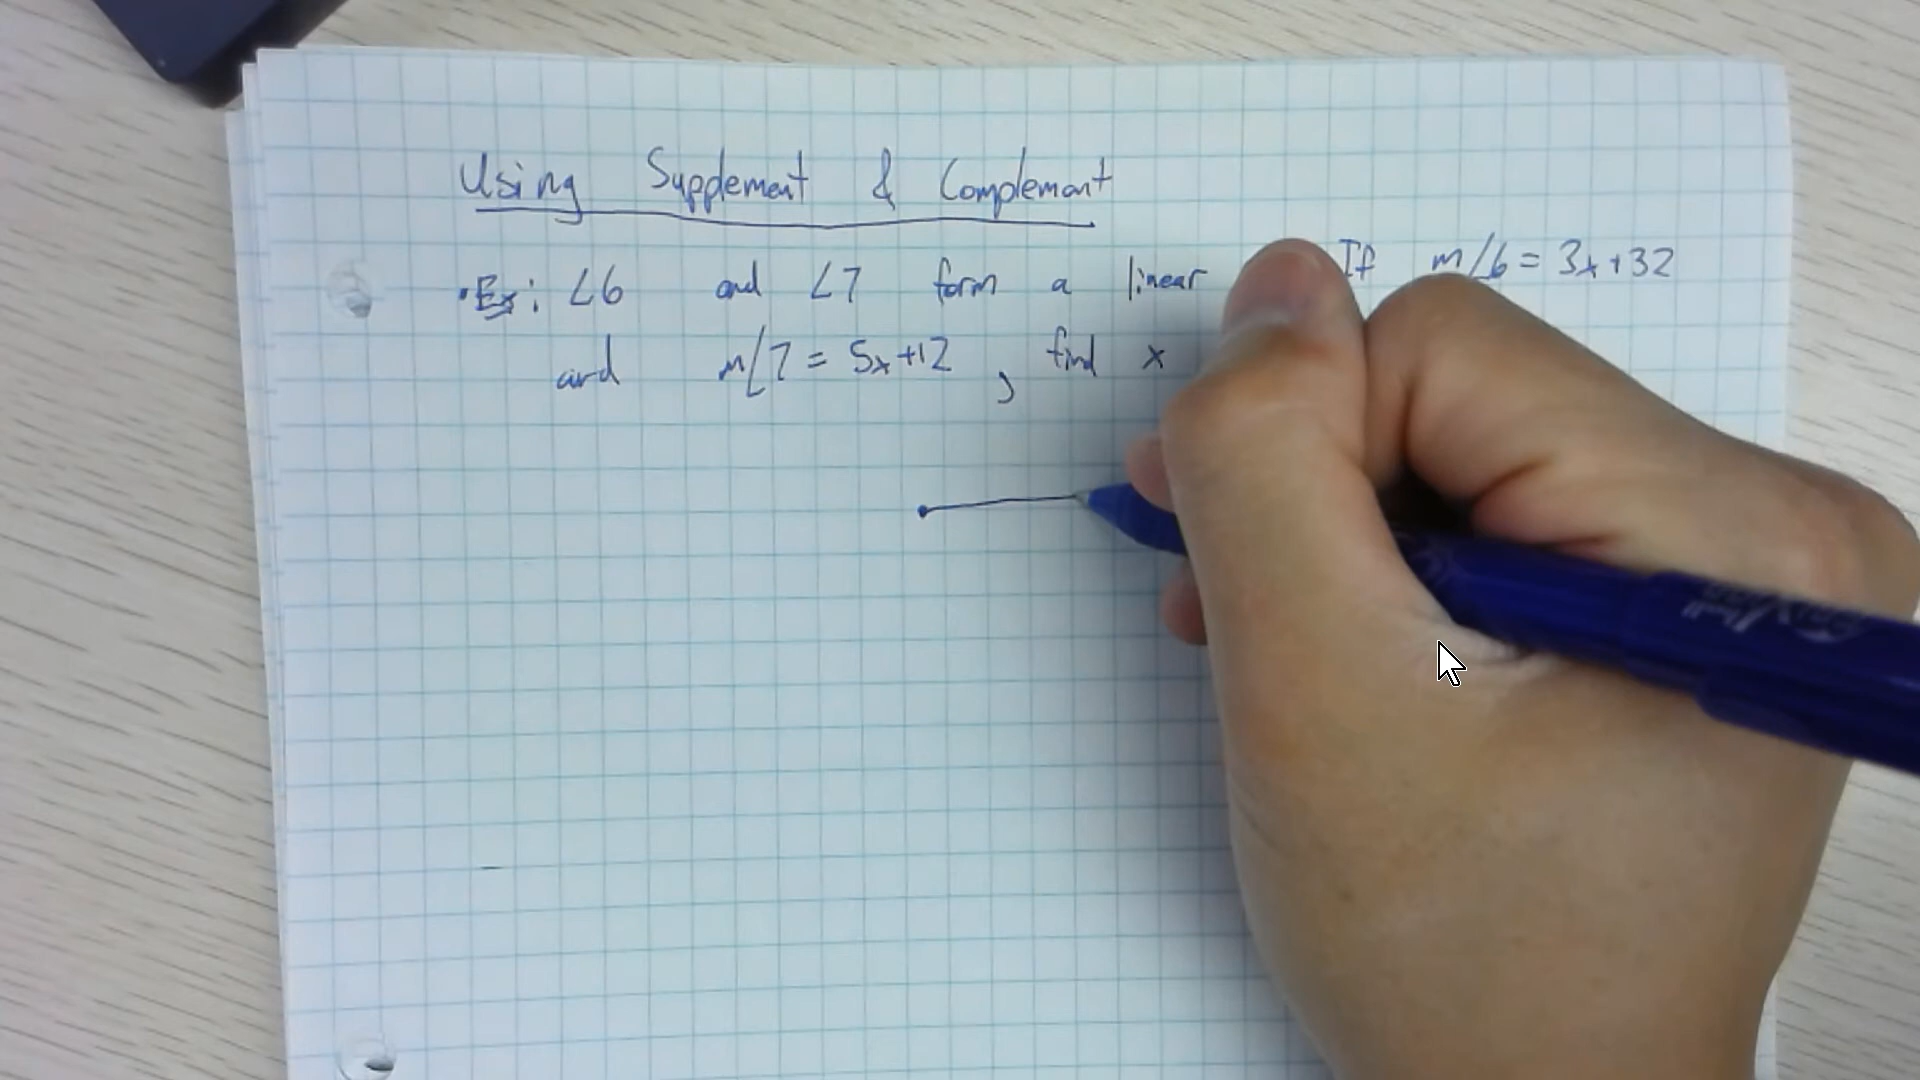 Using Supplement & Complement
• Ex: ∠6 and ∠7 form a linear If m∠6 = 3x+32
and m∠7 = 5x+12, find x